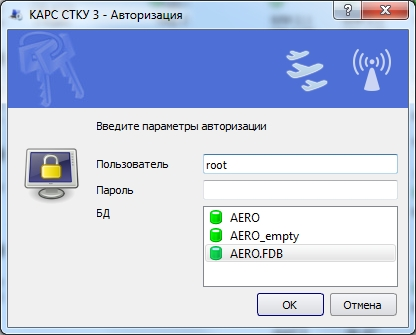 КАРС СТКУ 3 - Авторизация
Введите параметры авторизации
Пользователь root
Пароль
БД
AERO
AERO_empty
AERO.FDB
OK Отмена